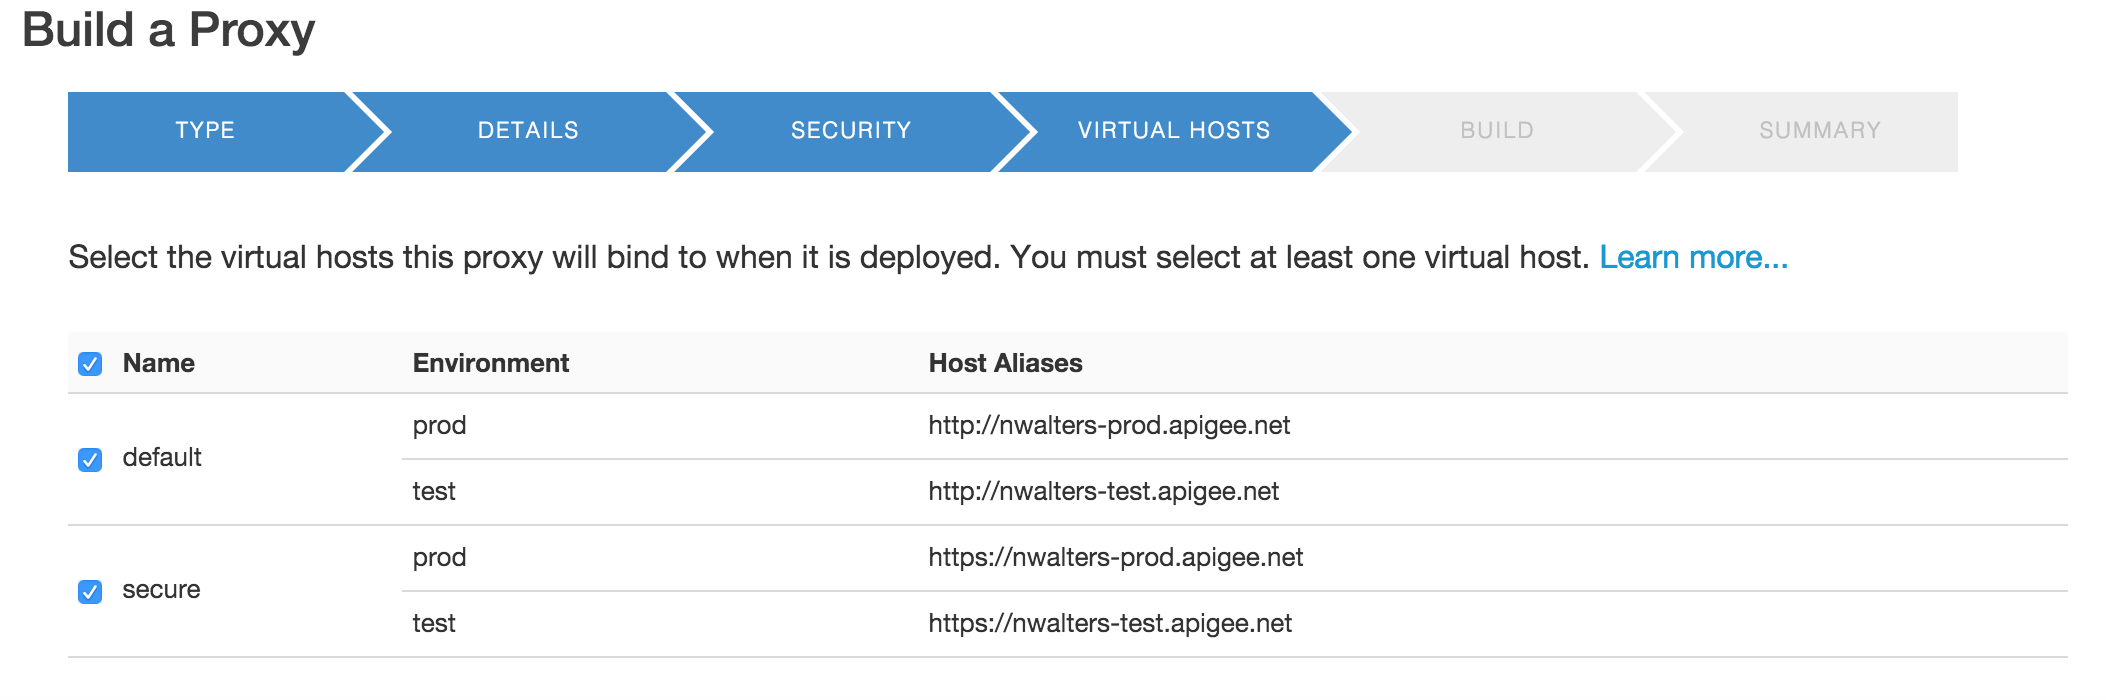 Build a Proxy
TYPE DETAILS SECURITY VIRTUAL HOSTS BUILD SUMMARY
Select the virtual hosts this proxy will bind to when it is deployed. You must select at least one virtual host. Learn more...
Name Environment Host Aliases
default prod http://nwalters-prod.apigee.net
test http://nwalters-test.apigee.net
secure prod https://nwalters-prod.apigee.net
test https://nwalters-test.apigee.net